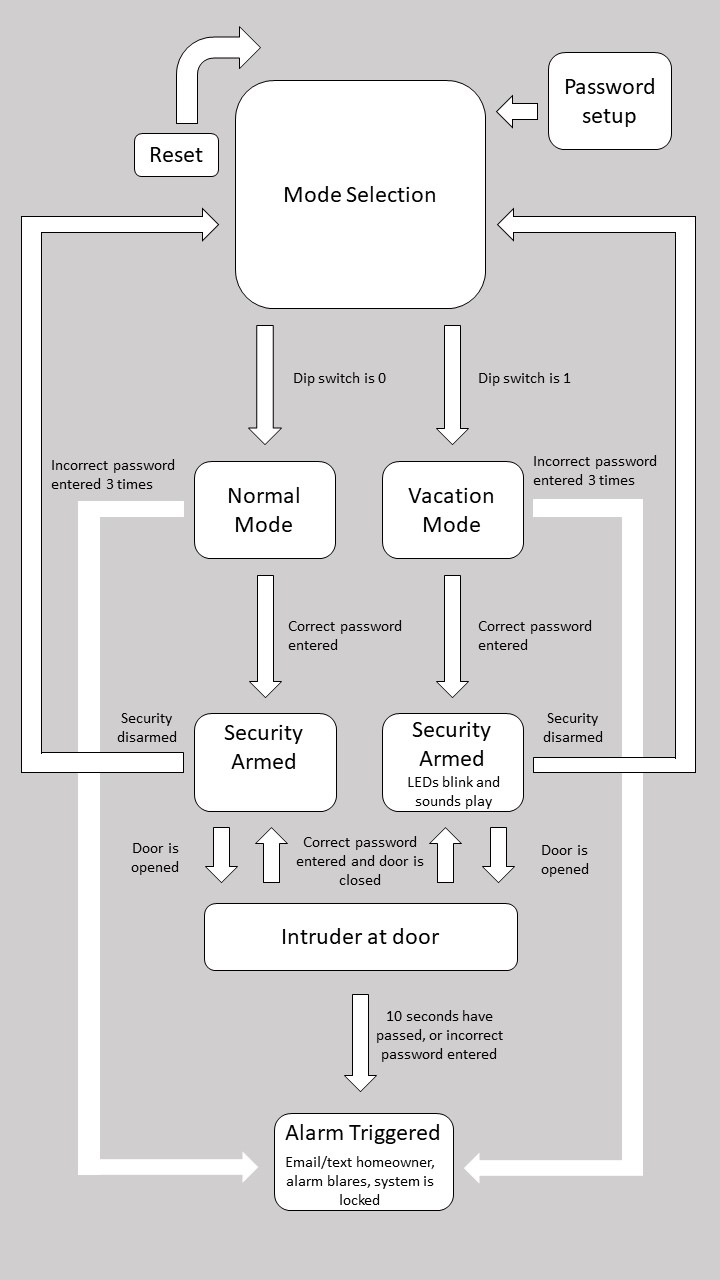 Password
setup
Reset
Mode Selection
Dip switch is 0
Dip switch is 1
Incorrect password
entered 3 times
Normal
Mode
Vacation
Mode
Incorrect password
entered 3 times
Correct password
entered
Correct password
entered
Security
disarmed
Security
Armed
Security
Armed
LEDs blink and
sounds play
Security
disarmed
Door is
opened
Correct password
entered and door is
closed
Door is
opened
Intruder at door
10 seconds have
passed, or incorrect
password entered
Alarm Triggered
Email/text homeowner,
alarm blares, system is
locked